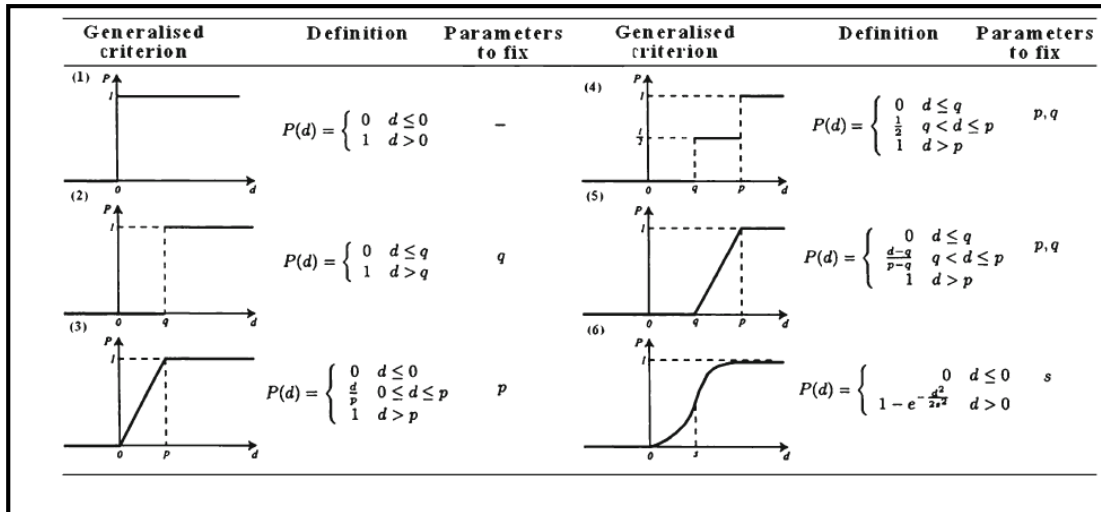 Generalised criterion Definition Parameters to fix Generalised criterion Definition Parameters to fix
(1) P
1
0 d
P(d) = { 0 d ≤ 0
1 d > 0
–
(2) P
1
0 q d
P(d) = { 0 d ≤ q
1 d > q
q
(3) P
1
0 p d
P(d) = { 0 d ≤ 0
d/p 0 ≤ d ≤ p
1 d > p
p
(4) P
1
1/2
0 q p d
P(d) = { 0 d ≤ q
1/2 q < d ≤ p
1 d > p
p, q
(5) P
1
0 q p d
P(d) = { 0 d ≤ q
d−q/p−q q < d ≤ p
1 d > p
p, q
(6) P
1
0 s d
P(d) = { 0 d ≤ 0
1 − e^−d²/2s² d > 0
s